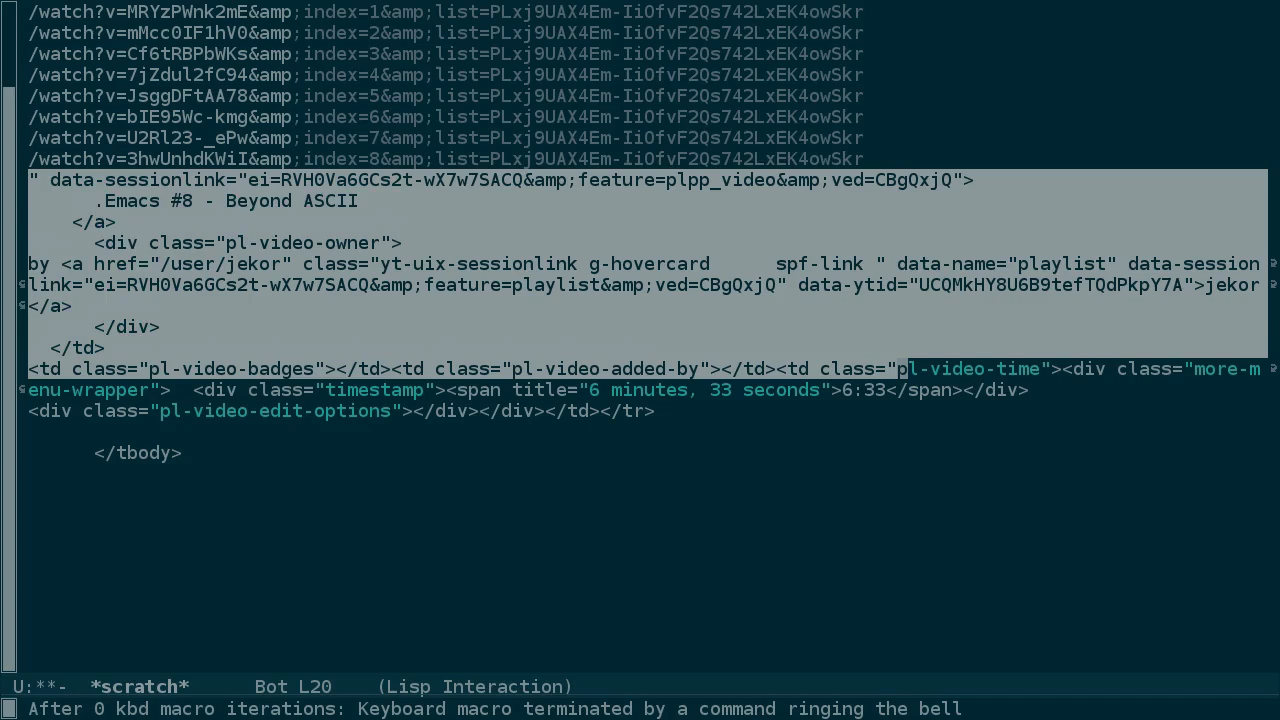 /watch?v=MRYzPWnk2mE&amp;index=1&amp;list=PLxj9UAX4Em-IiOfvF2Qs742LxEK4owSkr
/watch?v=mMcc0IF1hV0&amp;index=2&amp;list=PLxj9UAX4Em-IiOfvF2Qs742LxEK4owSkr
/watch?v=Cf6tRBPbWKs&amp;index=3&amp;list=PLxj9UAX4Em-IiOfvF2Qs742LxEK4owSkr
/watch?v=7jZdul2fC94&amp;index=4&amp;list=PLxj9UAX4Em-IiOfvF2Qs742LxEK4owSkr
/watch?v=JsggDFtAA78&amp;index=5&amp;list=PLxj9UAX4Em-IiOfvF2Qs742LxEK4owSkr
/watch?v=bIE95Wc-kmg&amp;index=6&amp;list=PLxj9UAX4Em-IiOfvF2Qs742LxEK4owSkr
/watch?v=U2Rl23-_ePw&amp;index=7&amp;list=PLxj9UAX4Em-IiOfvF2Qs742LxEK4owSkr
/watch?v=3hwUnhdKWiI&amp;index=8&amp;list=PLxj9UAX4Em-IiOfvF2Qs742LxEK4owSkr
" data-sessionlink="ei=RVH0Va6GCs2t-wX7w7SACQ&amp;feature=plpp_video&amp;ved=CBgQxjQ">
      .Emacs #8 - Beyond ASCII
    </a>
      <div class="pl-video-owner">
by <a href="/user/jekor" class="yt-uix-sessionlink g-hovercard      spf-link " data-name="playlist" data-session
link="ei=RVH0Va6GCs2t-wX7w7SACQ&amp;feature=playlist&amp;ved=CBgQxjQ" data-ytid="UCQMkHY8U6B9tefTQdPkpY7A">jekor
</a>
      </div>
  </td>
<td class="pl-video-badges"></td><td class="pl-video-added-by"></td><td class="pl-video-time"><div class="more-m
enu-wrapper">  <div class="timestamp"><span title="6 minutes, 33 seconds">6:33</span></div>
<div class="pl-video-edit-options"></div></div></td></tr>
      </tbody>
U:**-  *scratch*      Bot L20    (Lisp Interaction)
After 0 kbd macro iterations: Keyboard macro terminated by a command ringing the bell